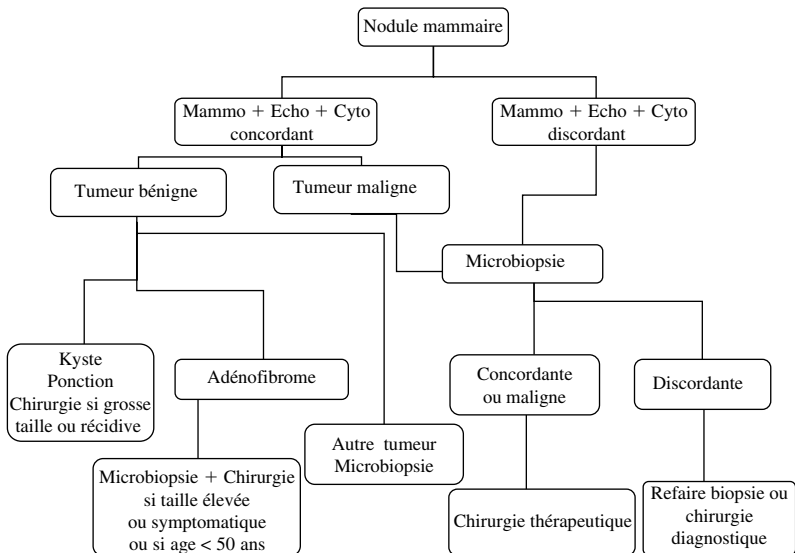 Nodule mammaire
Mammo + Echo + Cyto
concordant
Mammo + Echo + Cyto
discordant
Tumeur bénigne
Tumeur maligne
Microbiopsie
Kyste
Ponction
Chirurgie si grosse
taille ou récidive
Adénofibrome
Concordante
ou maligne
Discordante
Autre tumeur
Microbiopsie
Microbiopsie + Chirurgie
si taille élevée
ou symptomatique
ou si age < 50 ans
Chirurgie thérapeutique
Refaire biopsie ou
chirurgie
diagnostique